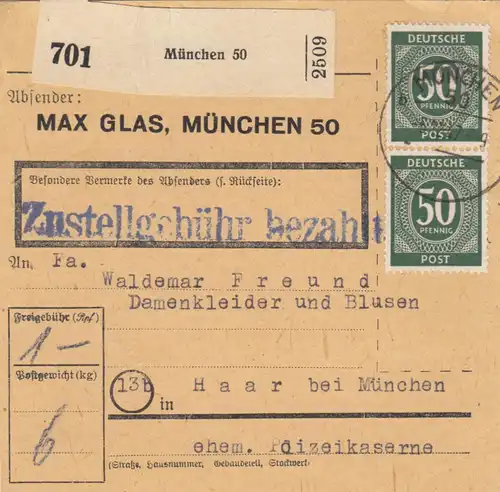 701
München 50
2509
DEUTSCHE
50
PFENNIG
POST
MÜNCHEN
DEUTSCHE
50
PFENNIG
POST
Absender:
MAX GLAS, MÜNCHEN 50
Besondere Vermerke des Absenders (s. Rückseite):
Zustellgebühr bezahlt
An Fa.
Waldemar Freund
Damenkleider und Blusen
Freigebühr (Rpf)
1—
Postgewicht (kg)
6
13b Haar bei München
in
ehem. Polizeikaserne
(Straße, Hausnummer, Gebäudeteil, Stockwerk)